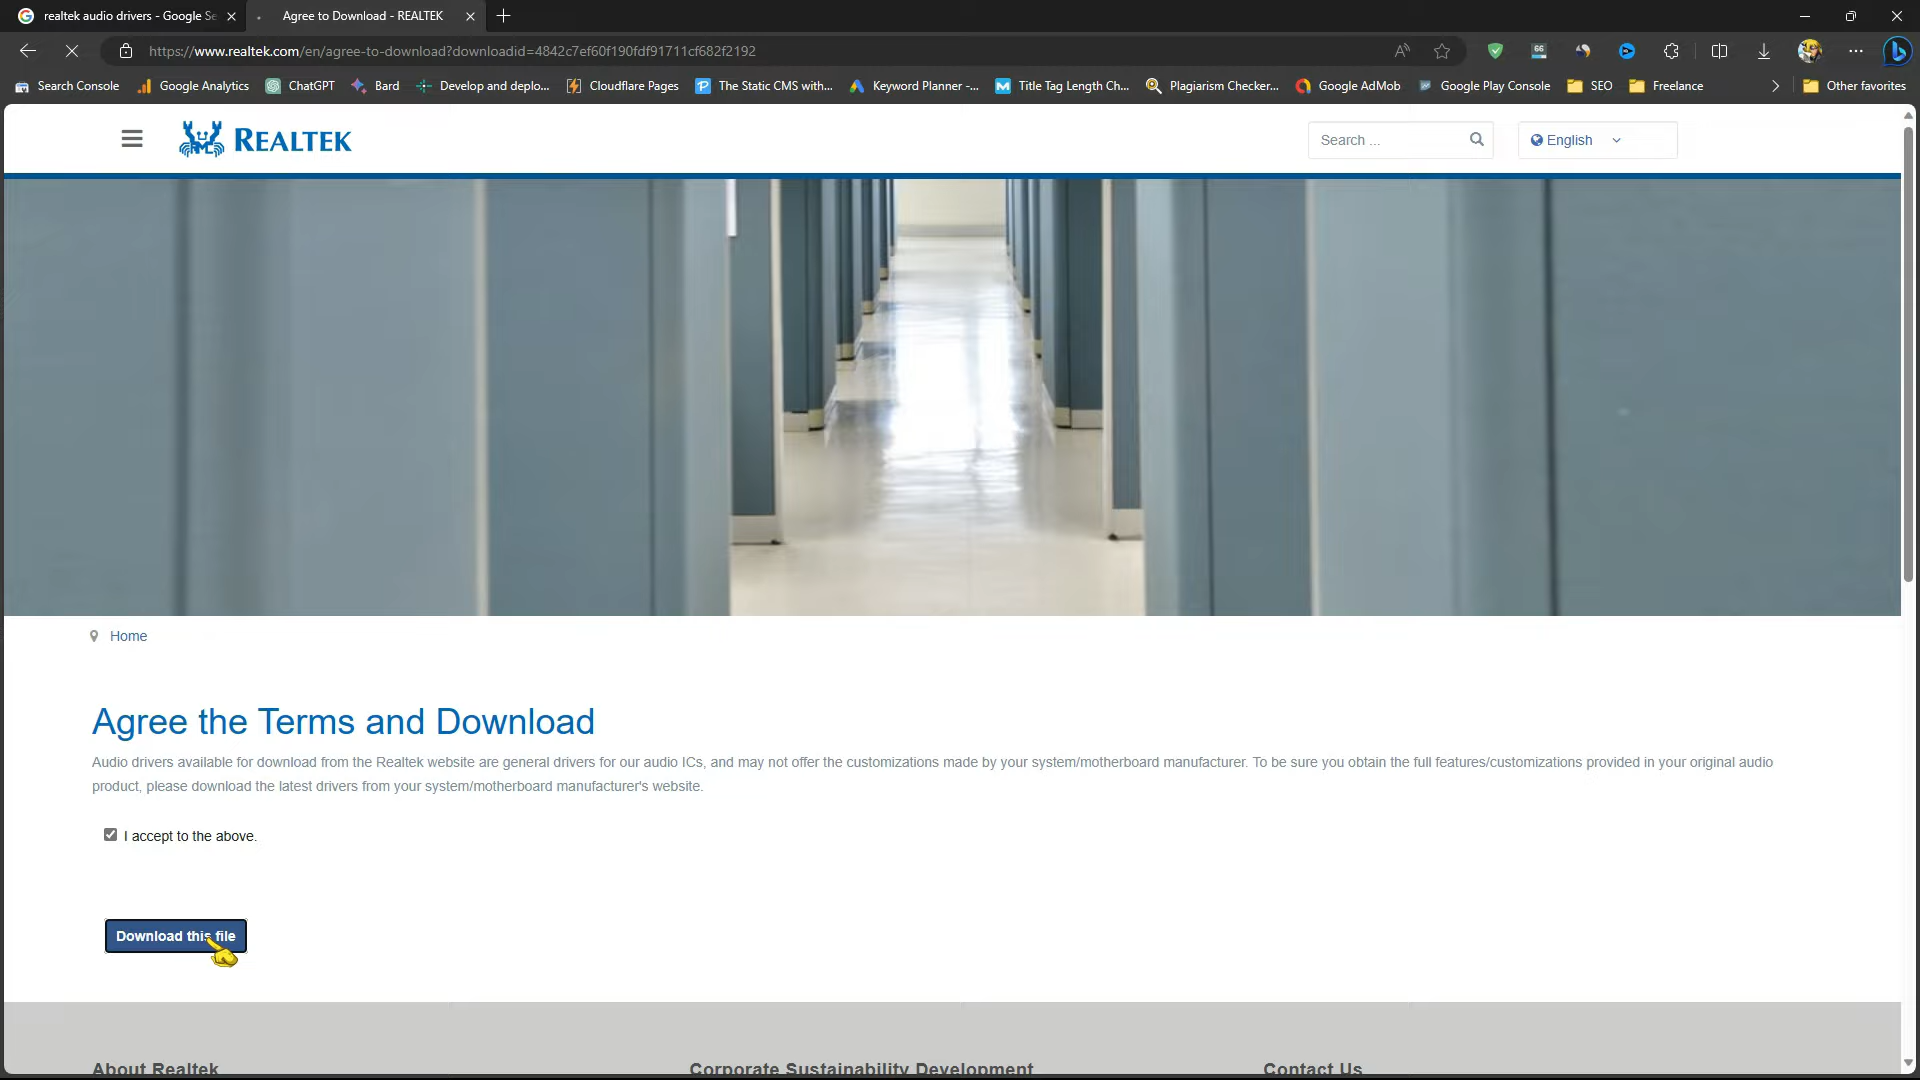 realtek audio drivers - Google Se
Agree to Download - REALTEK
https://www.realtek.com/en/agree-to-download?downloadid=4842c7ef60f190fdf91711cf682f2192
66
Search Console
Google Analytics
ChatGPT
Bard
Develop and deplo...
Cloudflare Pages
The Static CMS with...
Keyword Planner -...
Title Tag Length Ch...
Plagiarism Checker...
Google AdMob
Google Play Console
SEO
Freelance
Other favorites
REALTEK
Search ...
English
Home
Agree the Terms and Download
Audio drivers available for download from the Realtek website are general drivers for our audio ICs, and may not offer the customizations made by your system/motherboard manufacturer. To be sure you obtain the full features/customizations provided in your original audio
product, please download the latest drivers from your system/motherboard manufacturer's website.
I accept to the above.
Download this file
About Realtek
Corporate Sustainability Development
Contact Us